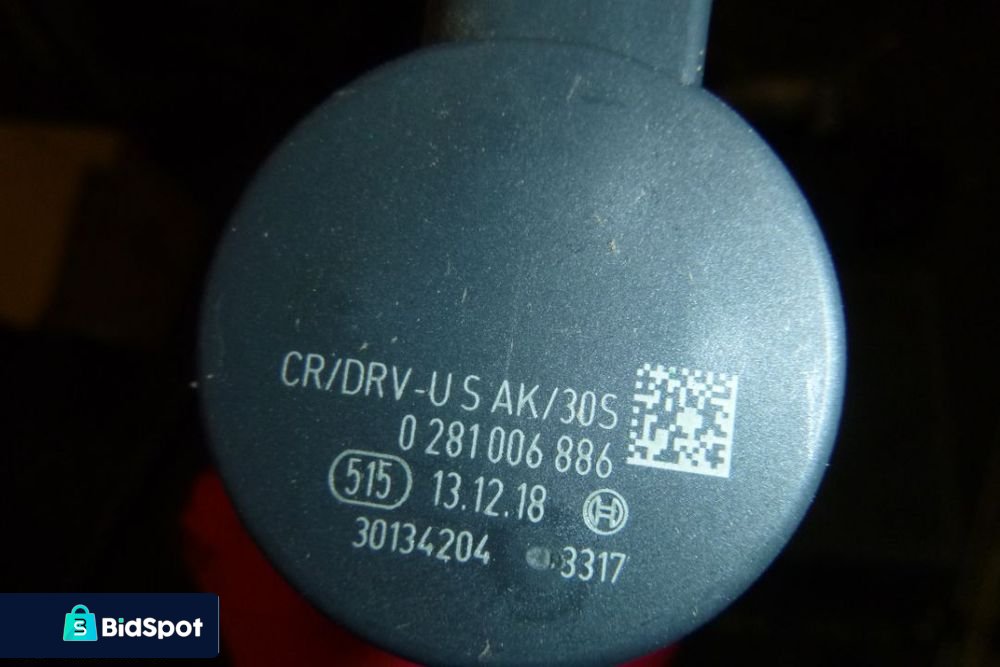 CR/DRV-U S AK/30S
0 281 006 886
515 13.12.18
30134204 3317
BidSpot